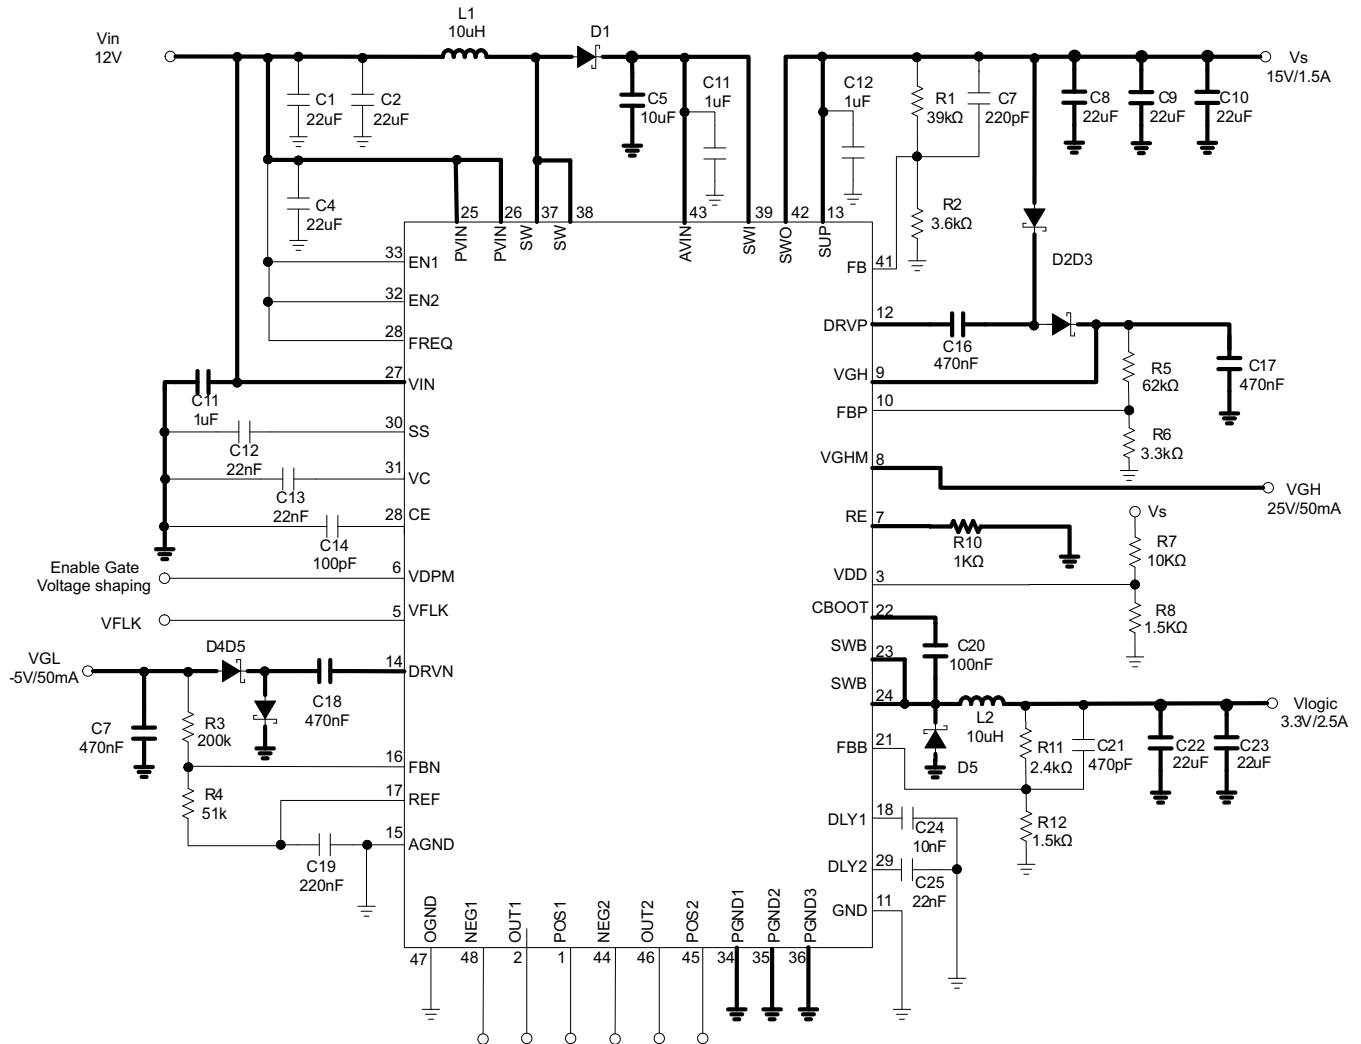 Vin
12V
L1
10uH
D1
C1
22uF
C2
22uF
C5
10uF
C11
1uF
C12
1uF
R1
39kΩ
C7
220pF
C8
22uF
C9
22uF
C10
22uF
Vs
15V/1.5A
C4
22uF
R2
3.6kΩ
25
26
37
38
43
39
42
13
PVIN
PVIN
SW
SW
AVIN
SWI
SWO
SUP
D2D3
33
EN1
32
EN2
28
FREQ
27
VIN
C11
1uF
30
SS
C12
22nF
31
VC
C13
22nF
28
CE
C14
100pF
Enable Gate
Voltage shaping
6
VDPM
VFLK
5
VFLK
VGL
-5V/50mA
D4D5
14
DRVN
C18
470nF
C7
470nF
R3
200k
16
FBN
R4
51k
17
REF
15
AGND
C19
220nF
FB
41
DRVP
12
C16
470nF
VGH
9
R5
62kΩ
C17
470nF
FBP
10
R6
3.3kΩ
VGHM
8
VGH
25V/50mA
RE
7
R10
1KΩ
Vs
R7
10KΩ
VDD
3
R8
1.5KΩ
CBOOT
22
C20
100nF
SWB
23
SWB
24
L2
10uH
Vlogic
3.3V/2.5A
FBB
21
D5
R11
2.4kΩ
C21
470pF
C22
22uF
C23
22uF
R12
1.5kΩ
DLY1
18
C24
10nF
DLY2
29
C25
22nF
GND
11
OGND
NEG1
OUT1
POS1
NEG2
OUT2
POS2
PGND1
PGND2
PGND3
47
48
2
1
44
46
45
34
35
36